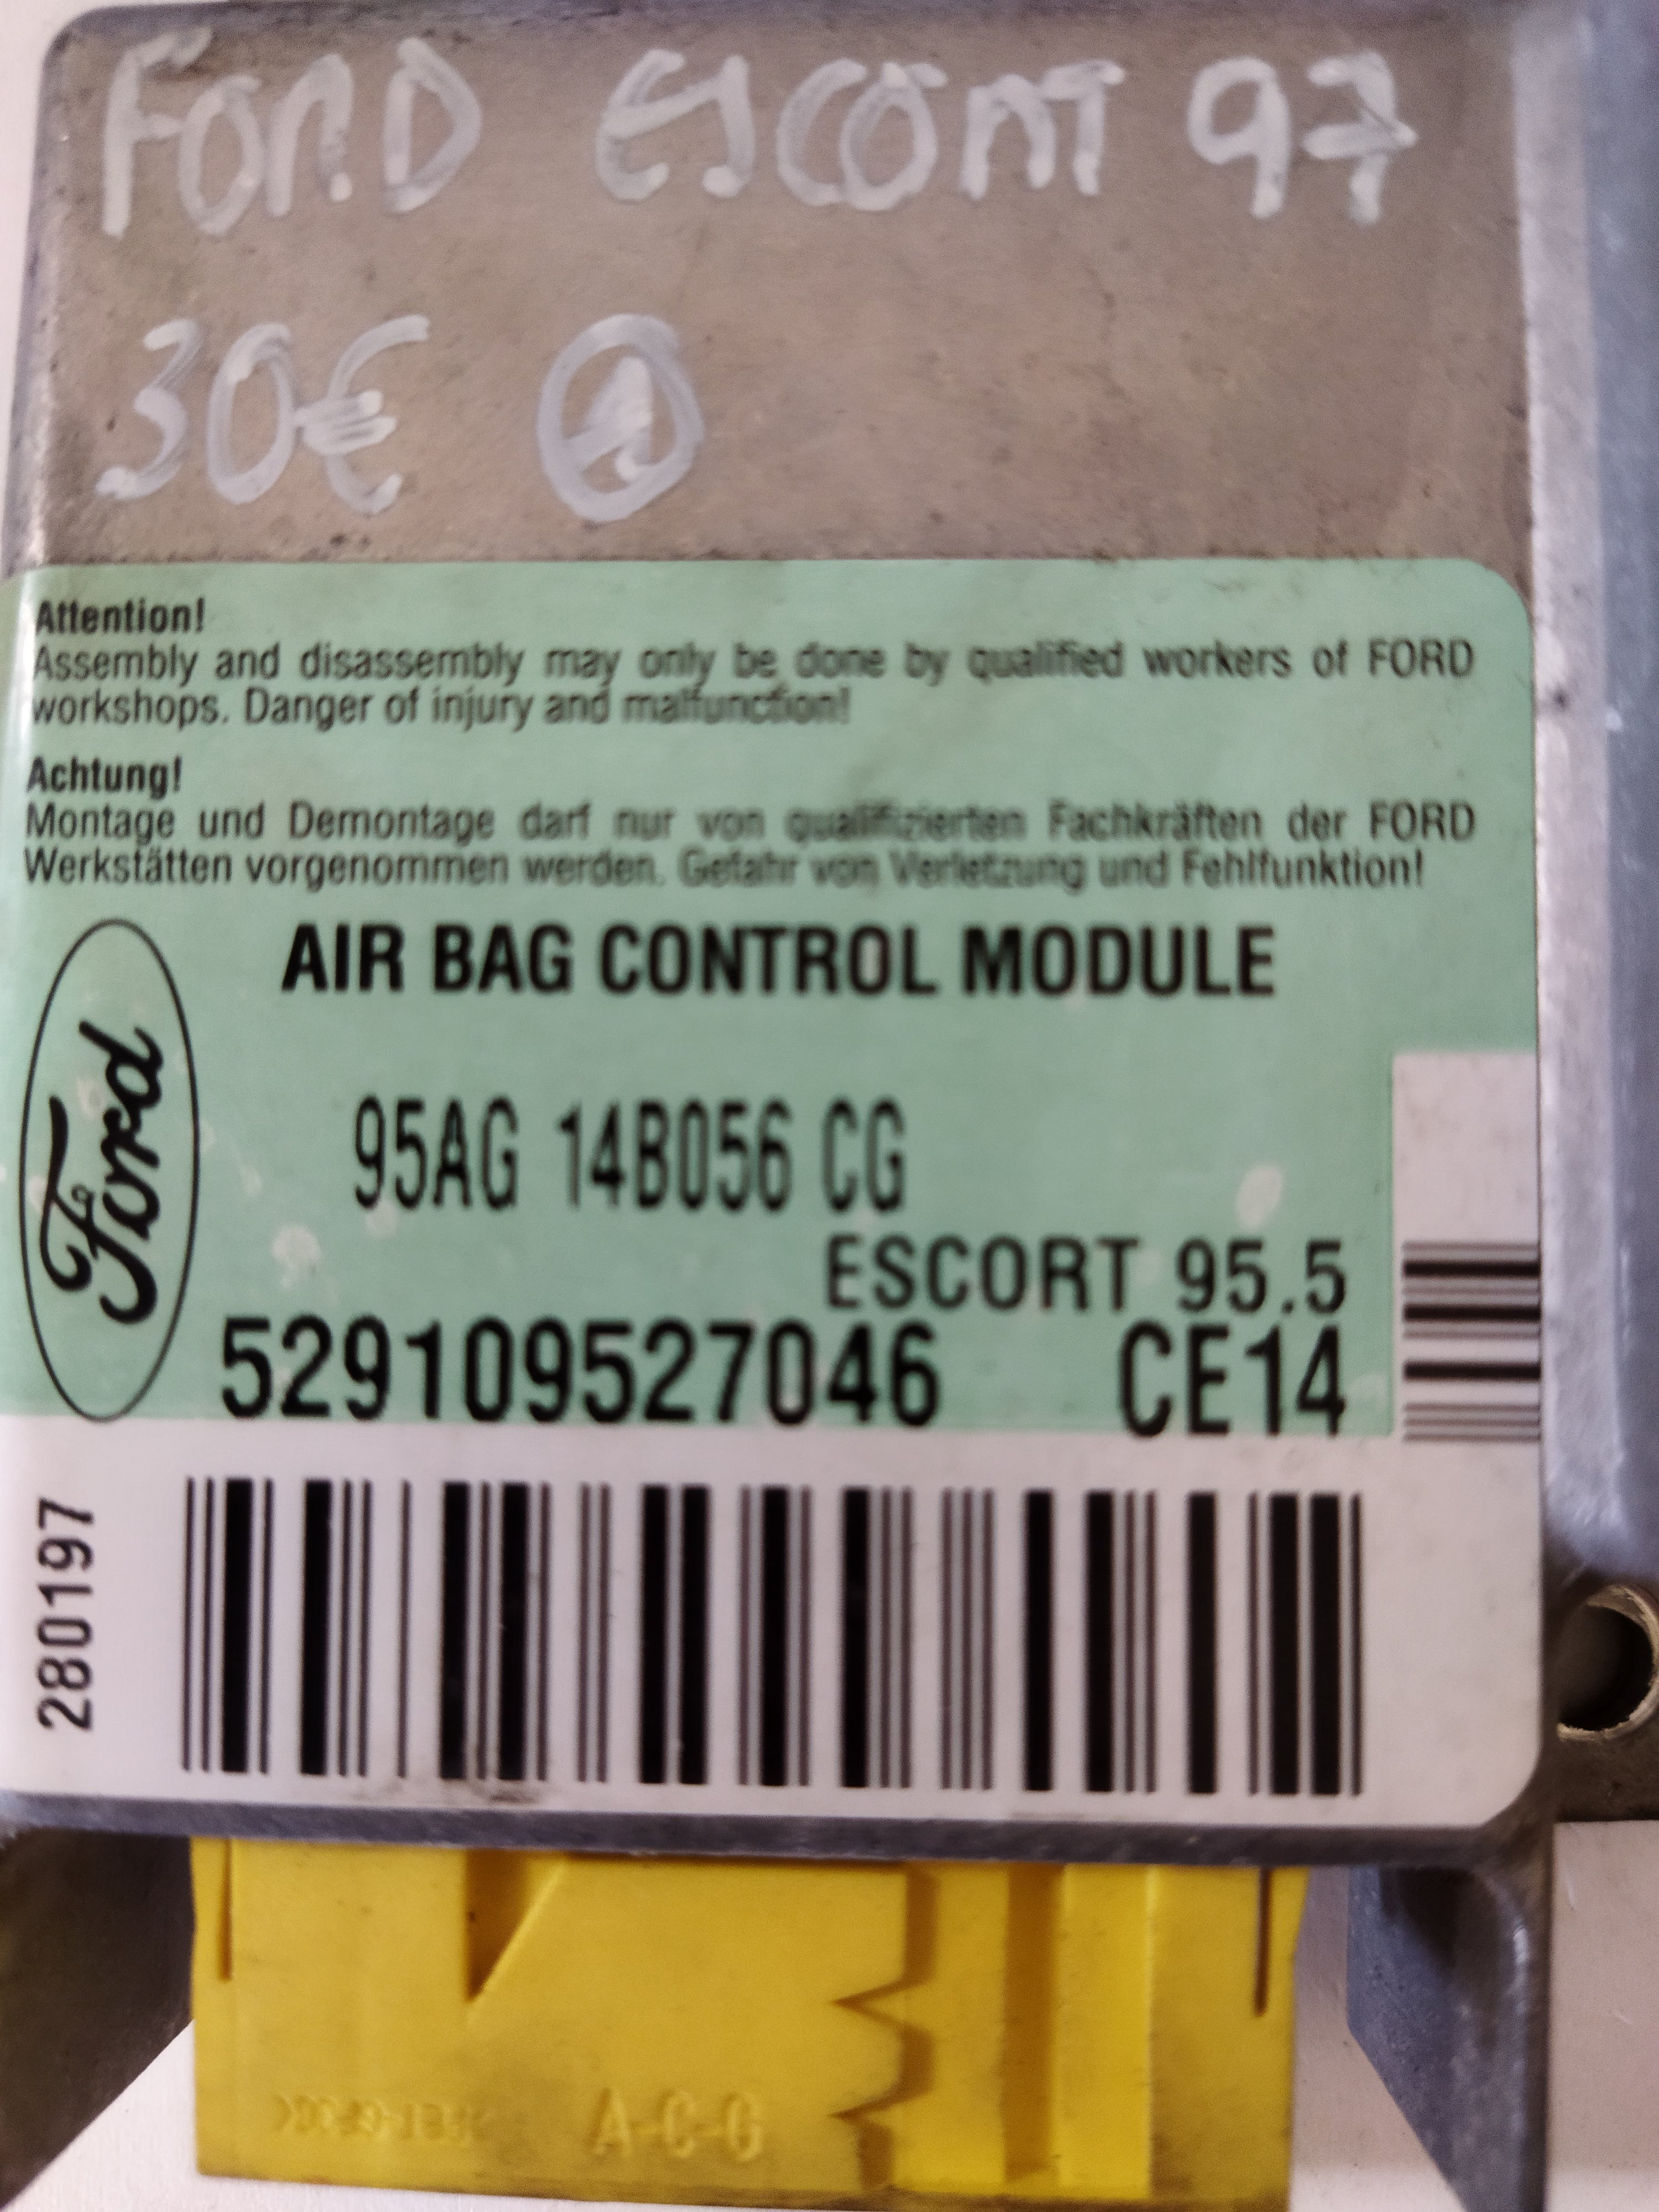 FORD ESCORT 97
30€
Attention!
Assembly and disassembly may only be done by qualified workers of FORD
workshops. Danger of injury and malfunction!
Achtung!
Montage und Demontage darf nur von qualifizierten Fachkräften der FORD
Werkstätten vorgenommen werden. Gefahr von Verletzung und Fehlfunktion!
AIR BAG CONTROL MODULE
Ford
95AG 14B056 CG
ESCORT 95.5
529109527046 CE14
280197
A-C-G